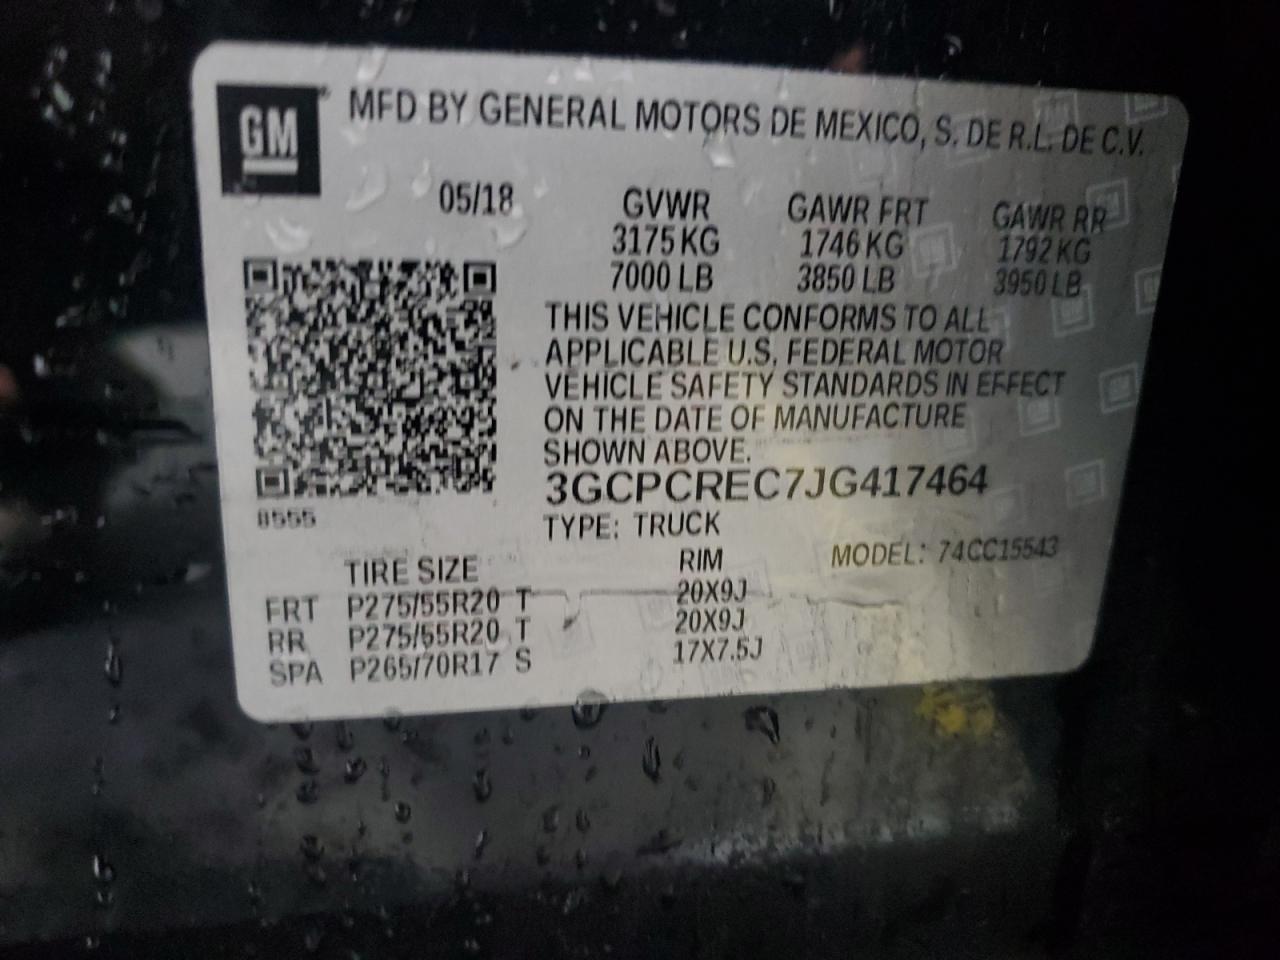 GM MFD BY GENERAL MOTORS DE MEXICO, S. DE R.L. DE C.V.
05/18 GVWR GAWR FRT GAWR RR
3175 KG 1746 KG 1792 KG
7000 LB 3850 LB 3950 LB
THIS VEHICLE CONFORMS TO ALL
APPLICABLE U.S. FEDERAL MOTOR
VEHICLE SAFETY STANDARDS IN EFFECT
ON THE DATE OF MANUFACTURE
SHOWN ABOVE.
3GCPCREC7JG417464
8555
TYPE: TRUCK
MODEL: 74CC15543
TIRE SIZE RIM
FRT P275/55R20 T 20X9J
RR P275/55R20 T 20X9J
SPA P265/70R17 S 17X7.5J